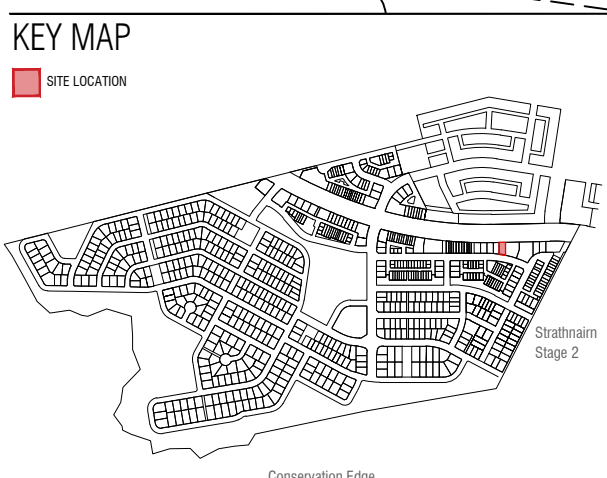 KEY MAP
SITE LOCATION
Strathnairn
Stage 2
Conservation Edge